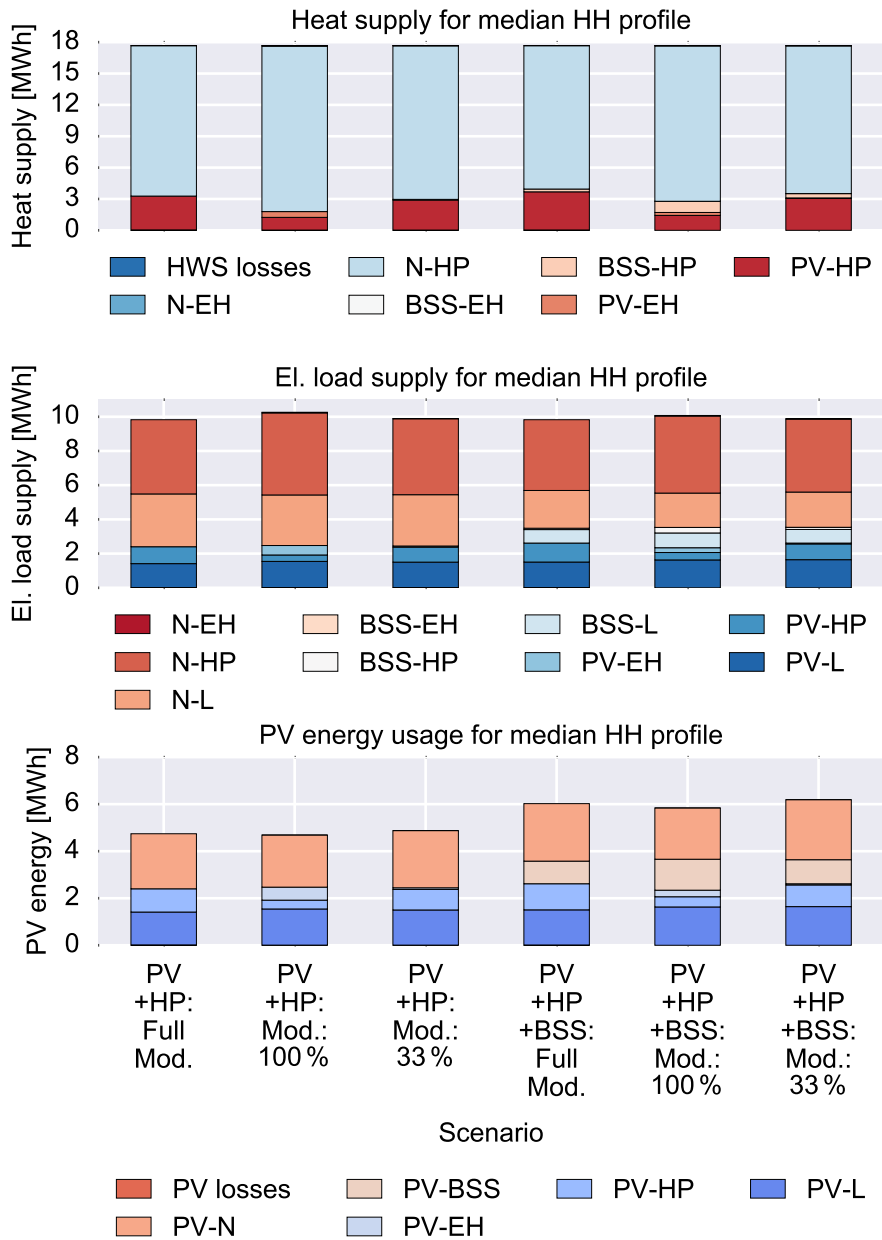 Heat supply for median HH profile
Heat supply [MWh]
18
15
12
9
6
3
0
HWS losses N-HP BSS-HP PV-HP
N-EH BSS-EH PV-EH
El. load supply for median HH profile
El. load supply [MWh]
10
8
6
4
2
0
N-EH BSS-EH BSS-L PV-HP
N-HP BSS-HP PV-EH PV-L
N-L
PV energy usage for median HH profile
PV energy [MWh]
8
6
4
2
0
PV PV PV PV PV PV
+HP: +HP: +HP: +HP +HP +HP
Full Mod.: Mod.: +BSS: +BSS: +BSS:
Mod. 100 % 33 % Full Mod.: Mod.:
Mod. 100 % 33 %
Scenario
PV losses PV-BSS PV-HP PV-L
PV-N PV-EH